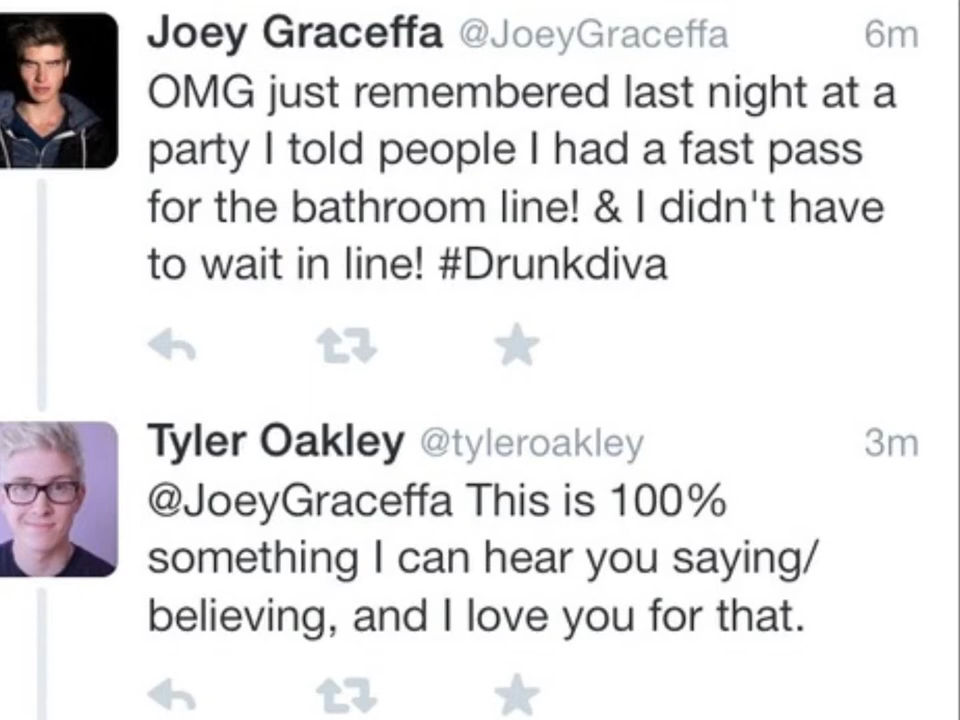 Joey Graceffa @JoeyGraceffa 6m
OMG just remembered last night at a
party I told people I had a fast pass
for the bathroom line! & I didn't have
to wait in line! #Drunkdiva
Tyler Oakley @tyleroakley 3m
@JoeyGraceffa This is 100%
something I can hear you saying/
believing, and I love you for that.